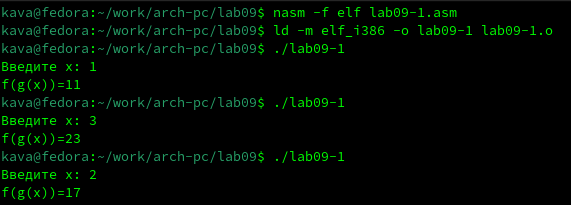 kava@fedora:~/work/arch-pc/lab09$ nasm -f elf lab09-1.asm
kava@fedora:~/work/arch-pc/lab09$ ld -m elf_i386 -o lab09-1 lab09-1.o
kava@fedora:~/work/arch-pc/lab09$ ./lab09-1
Введите x: 1
f(g(x))=11
kava@fedora:~/work/arch-pc/lab09$ ./lab09-1
Введите x: 3
f(g(x))=23
kava@fedora:~/work/arch-pc/lab09$ ./lab09-1
Введите x: 2
f(g(x))=17